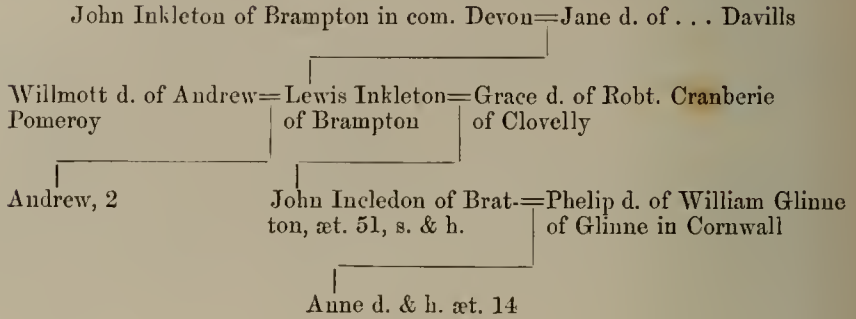 John Inkleton of Brampton in com. Devon=Jane d. of . . . Davills
Willmott d. of Andrew=Lewis Inkleton=Grace d. of Robt. Cranberie
Pomeroy of Brampton of Clovelly
Andrew, 2 John Incledon of Brat-=Phelip d. of William Glinne
ton, æt. 51, s. & h. of Glinne in Cornwall
Anne d. & h. æt. 14